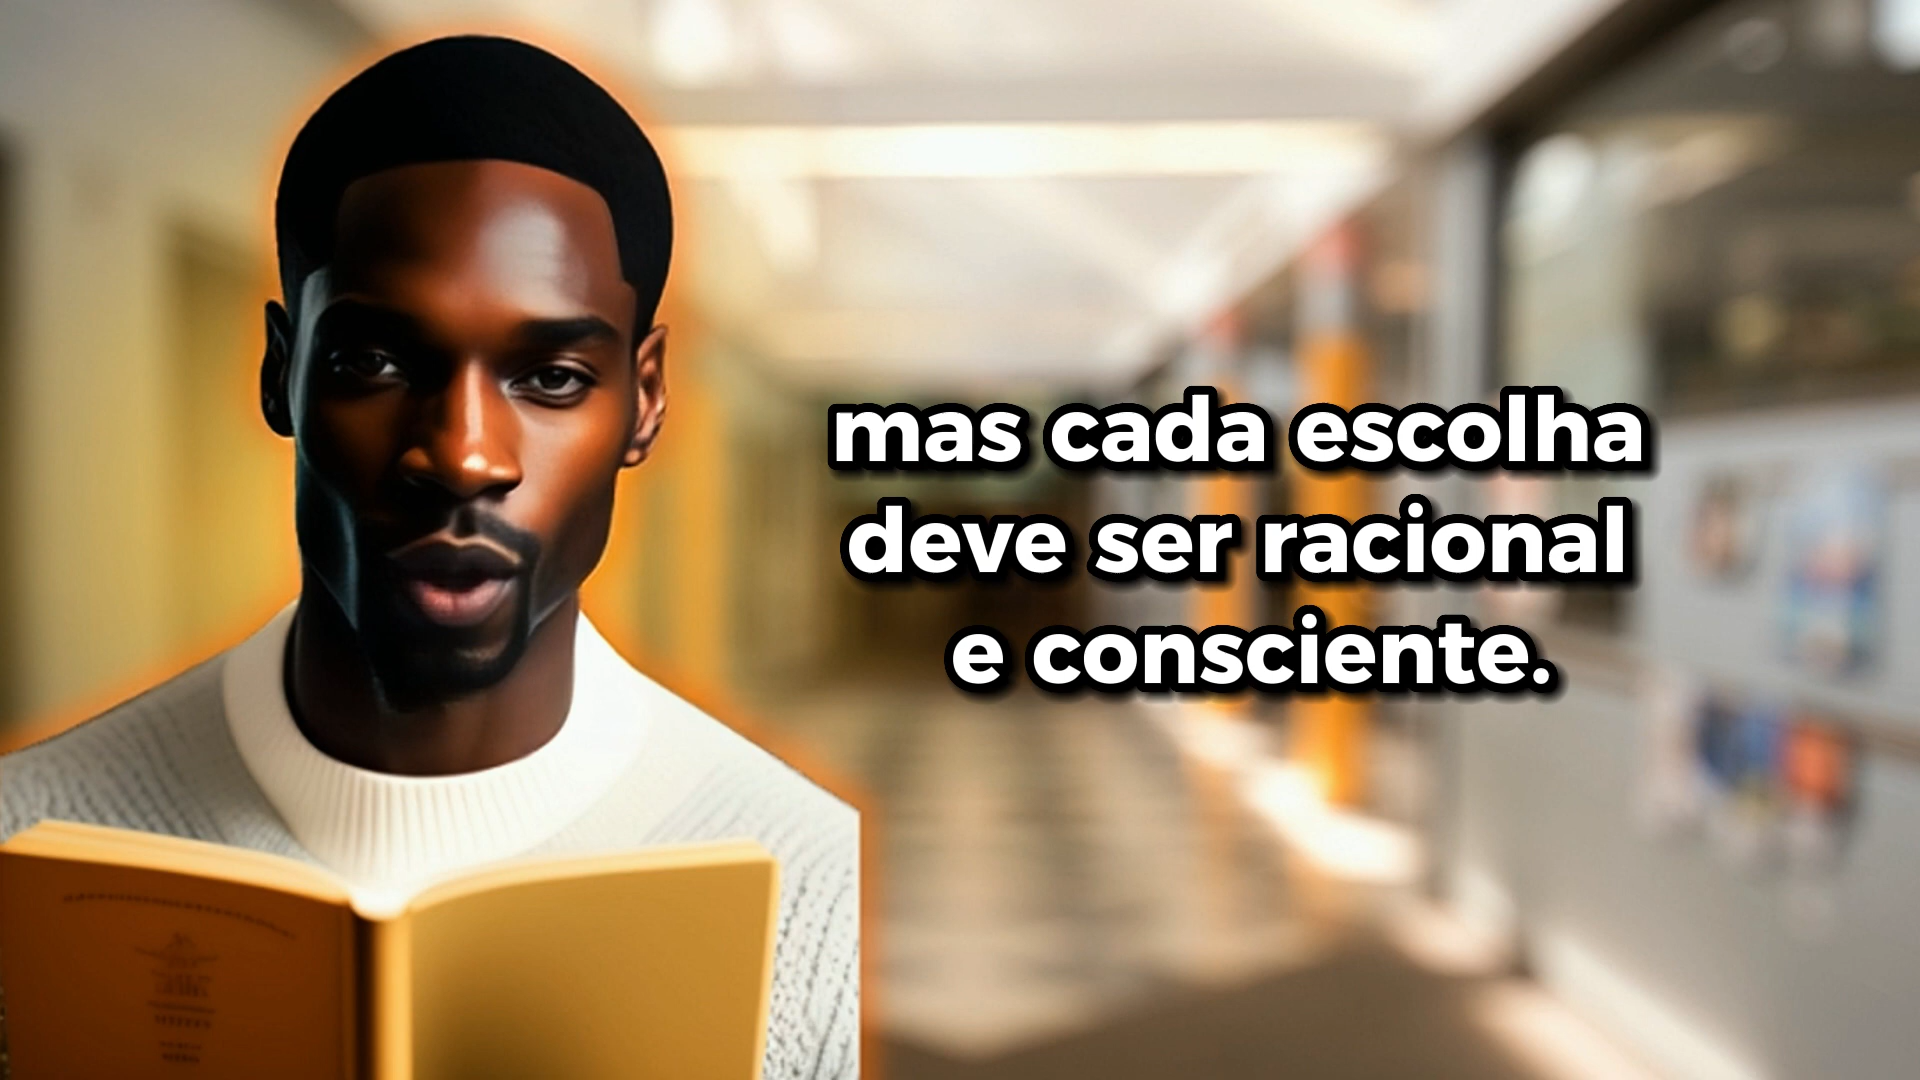 mas cada escolha
deve ser racional
e consciente.